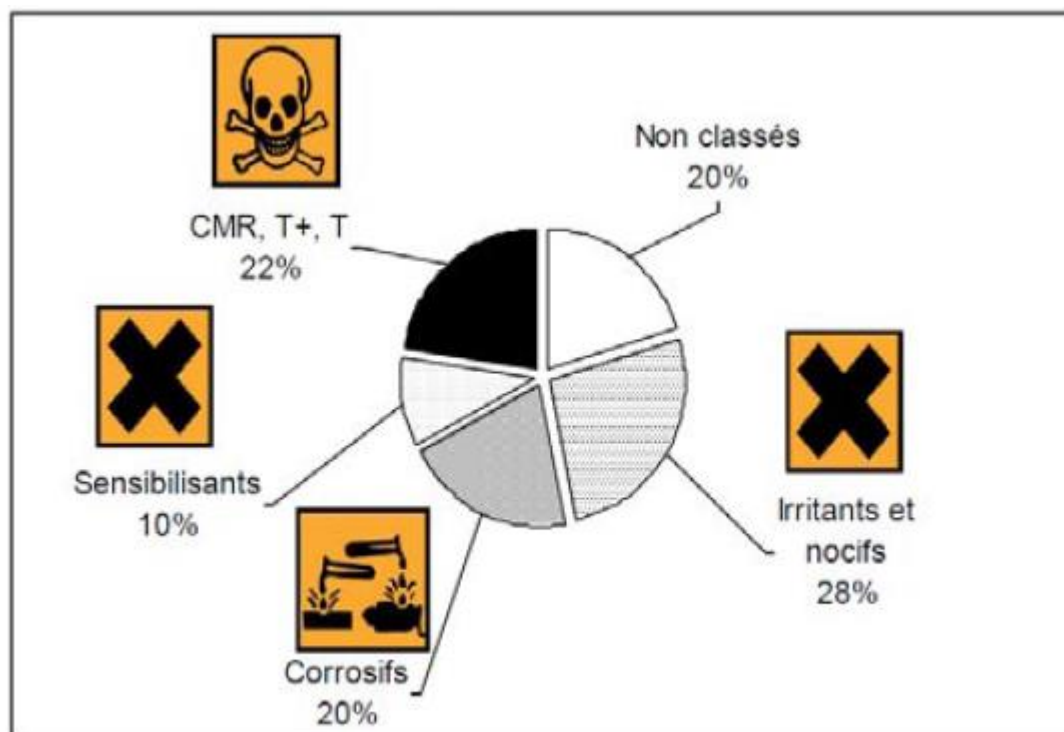 Non classés
20%
CMR, T+, T
22%
Sensibilisants
10%
Irritants et
nocifs
28%
Corrosifs
20%